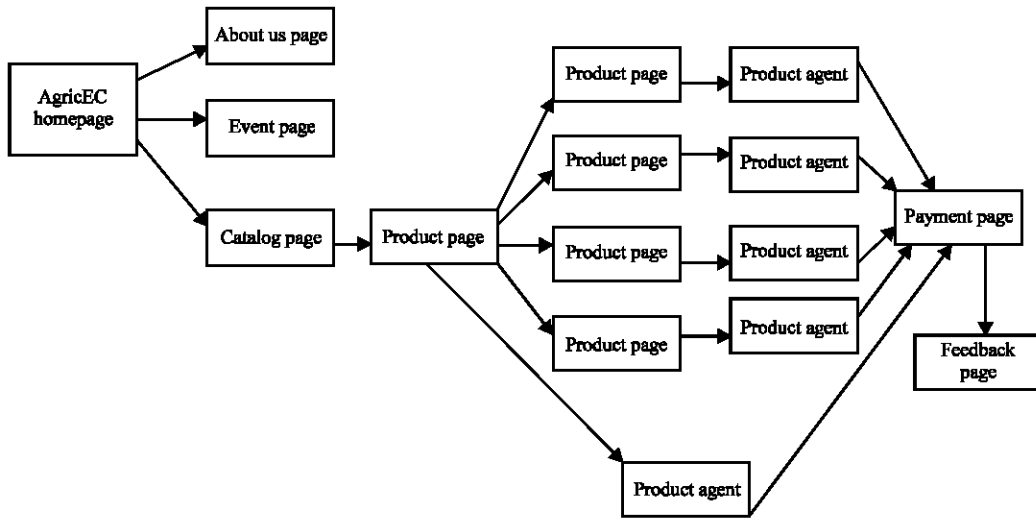 About us page
AgricEC
homepage
Event page
Catalog page
Product page
Product page
Product agent
Product page
Product agent
Product page
Product agent
Product page
Product agent
Product agent
Payment page
Feedback
page